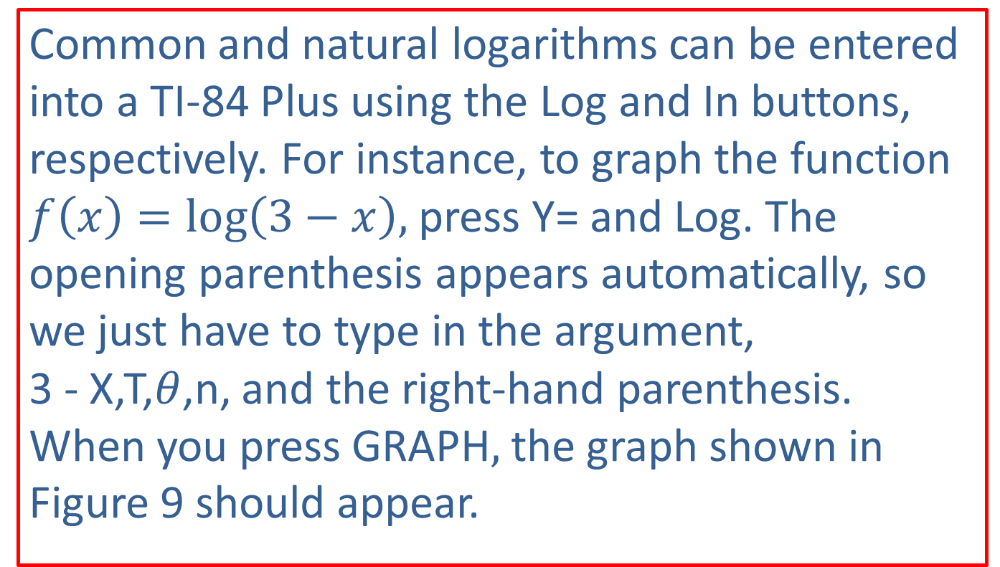 Common and natural logarithms can be entered
into a TI-84 Plus using the Log and In buttons,
respectively. For instance, to graph the function
𝑓(𝑥) = log(3 − 𝑥), press Y= and Log. The
opening parenthesis appears automatically, so
we just have to type in the argument,
3 - X,T,𝜃,n, and the right-hand parenthesis.
When you press GRAPH, the graph shown in
Figure 9 should appear.